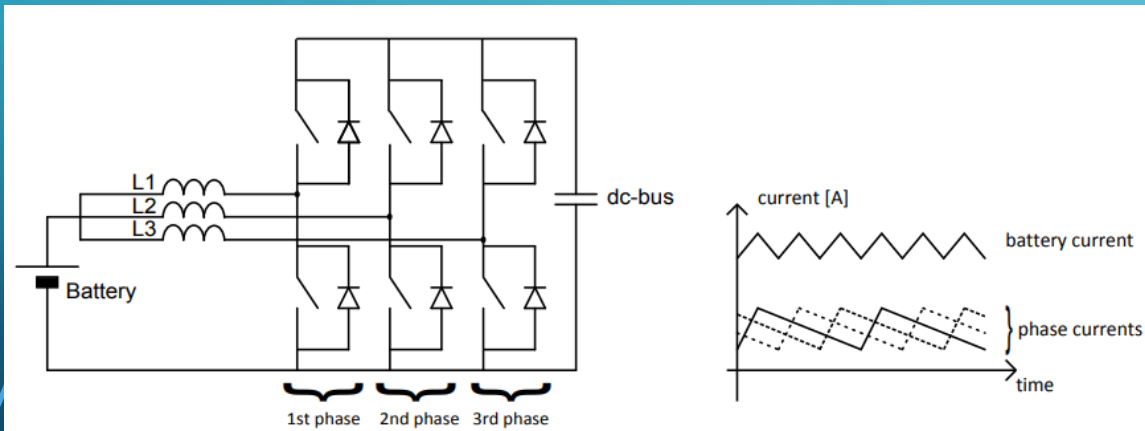 L1
L2
L3
Battery
dc-bus
1st phase
2nd phase
3rd phase
current [A]
battery current
phase currents
time